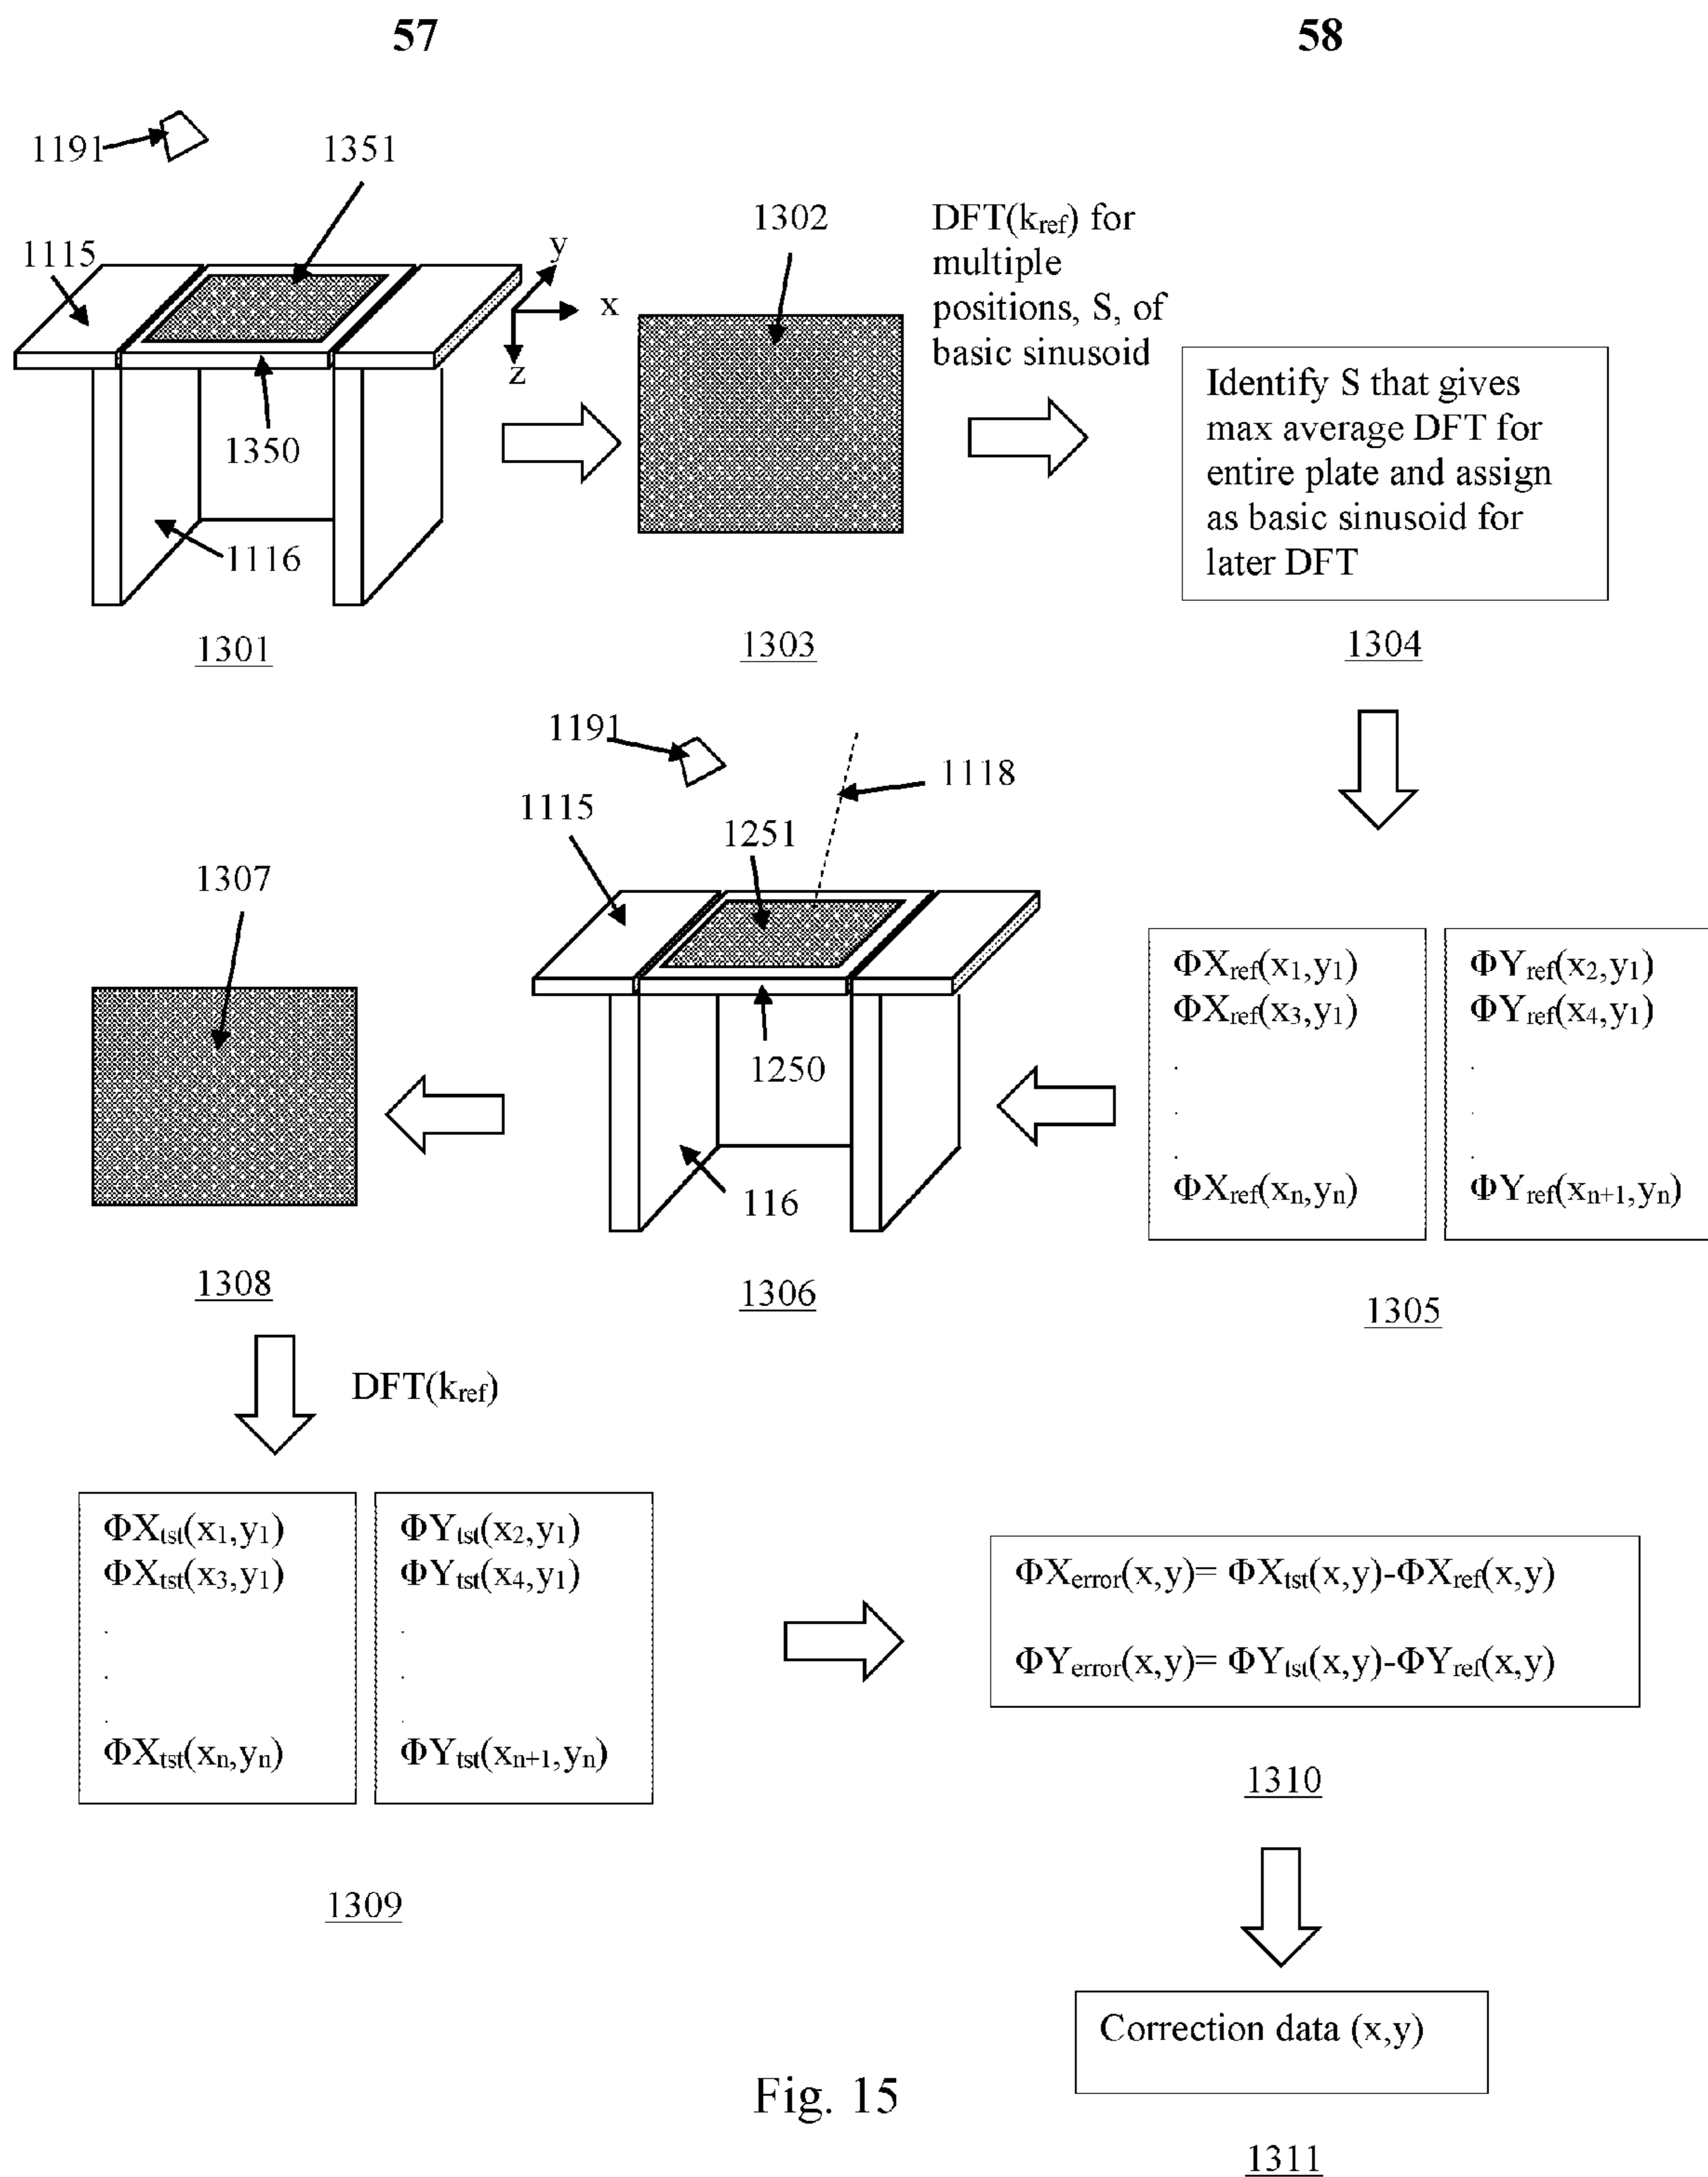 57
58
1191
1351
1115
y
x
z
1350
1116
1301
1302
1303
DFT(kref) for
multiple
positions, S, of
basic sinusoid
Identify S that gives
max average DFT for
entire plate and assign
as basic sinusoid for
later DFT
1304
1191
1118
1115
1251
1250
116
1306
ΦXref(x1,y1)
ΦXref(x3,y1)
.
.
.
ΦXref(xn,yn)
ΦYref(x2,y1)
ΦYref(x4,y1)
.
.
.
ΦYref(xn+1,yn)
1305
1307
1308
DFT(kref)
ΦXtst(x1,y1)
ΦXtst(x3,y1)
.
.
.
ΦXtst(xn,yn)
ΦYtst(x2,y1)
ΦYtst(x4,y1)
.
.
.
ΦYtst(xn+1,yn)
1309
ΦXerror(x,y)= ΦXtst(x,y)-ΦXref(x,y)
ΦYerror(x,y)= ΦYtst(x,y)-ΦYref(x,y)
1310
Correction data (x,y)
1311
Fig. 15